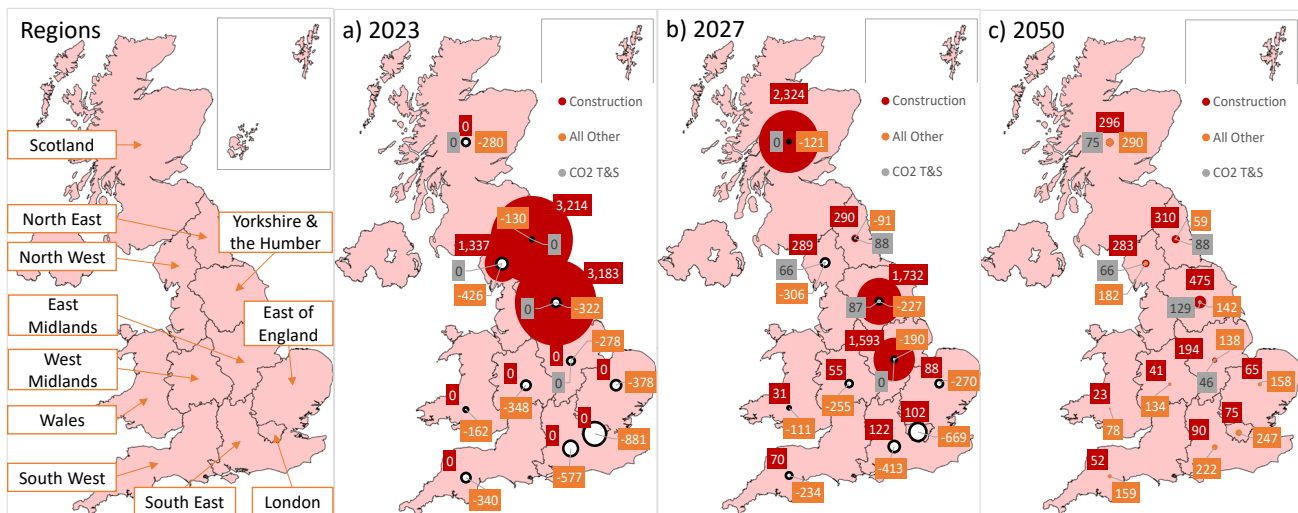 Regions
Scotland
North East
Yorkshire &
the Humber
North West
East
Midlands
East of
England
West
Midlands
Wales
South West
South East
London
a) 2023
Construction
All Other
CO2 T&S
0
0
-280
3,214
-130
0
1,337
0
-426
3,183
0
-322
-278
0
0
0
-348
0
-378
0
-162
0
-881
0
-577
0
-340
b) 2027
Construction
All Other
CO2 T&S
2,324
0
-121
290
-91
88
289
66
-306
1,732
87
-227
1,593
-190
0
55
-255
88
-270
31
-111
102
-669
122
-413
70
-234
c) 2050
Construction
All Other
CO2 T&S
296
75
290
310
59
88
283
66
182
475
129
142
194
138
46
41
134
65
158
23
78
75
247
90
222
52
159